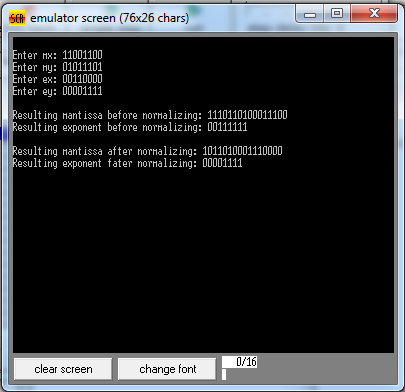 emulator screen (76x26 chars)
Enter mx: 11001100
Enter my: 01011101
Enter ex: 00110000
Enter ey: 00001111
Resulting Mantissa before normalizing: 1110110100011100
Resulting exponent before normalizing: 00111111
Resulting Mantissa after normalizing: 1011010001110000
Resulting exponent fater normalizing: 00001111
clear screen
change font
0/16